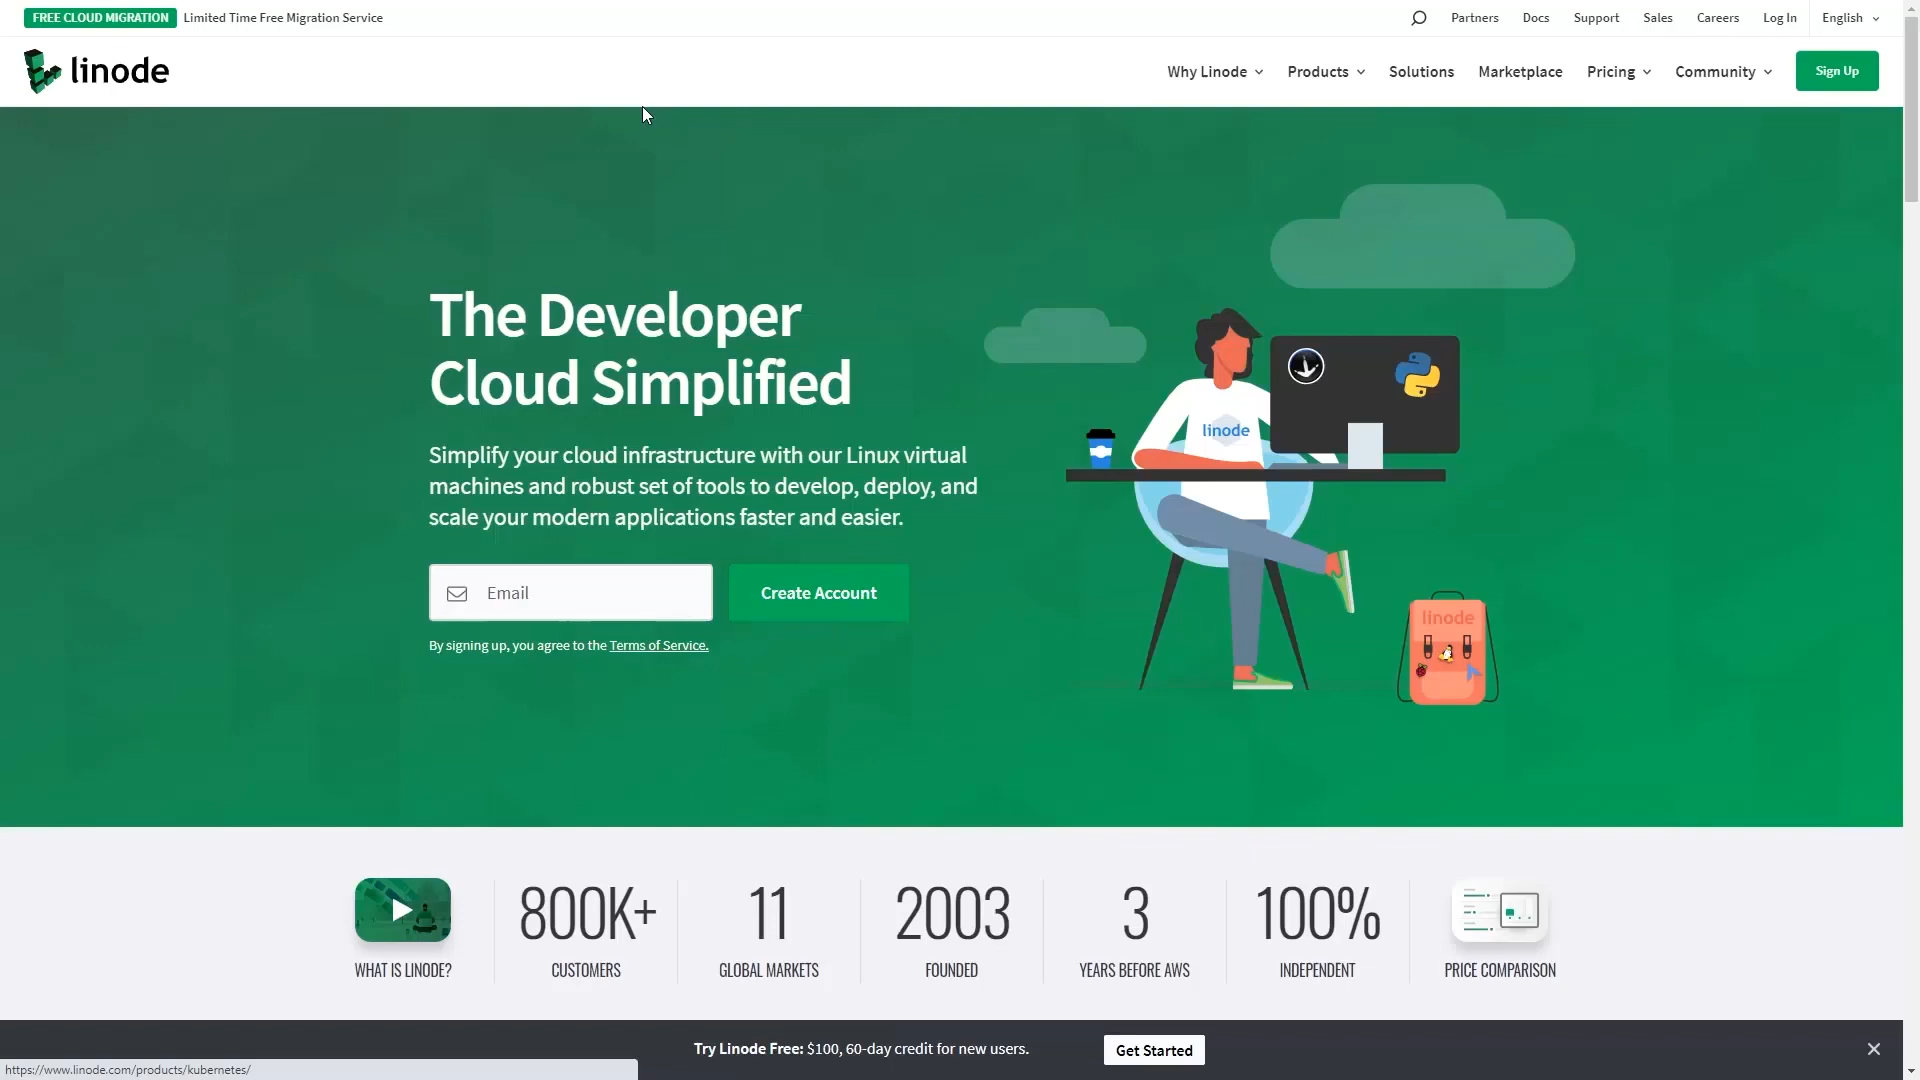 FREE CLOUD MIGRATION Limited Time Free Migration Service
Partners Docs Support Sales Careers Log In English
linode
Why Linode Products Solutions Marketplace Pricing Community Sign Up
The Developer
Cloud Simplified
Simplify your cloud infrastructure with our Linux virtual
machines and robust set of tools to develop, deploy, and
scale your modern applications faster and easier.
Email
Create Account
By signing up, you agree to the Terms of Service.
linode
linode
WHAT IS LINODE?
800K+
CUSTOMERS
11
GLOBAL MARKETS
2003
FOUNDED
3
YEARS BEFORE AWS
100%
INDEPENDENT
PRICE COMPARISON
Try Linode Free: $100, 60-day credit for new users.
Get Started
https://www.linode.com/products/kubernetes/